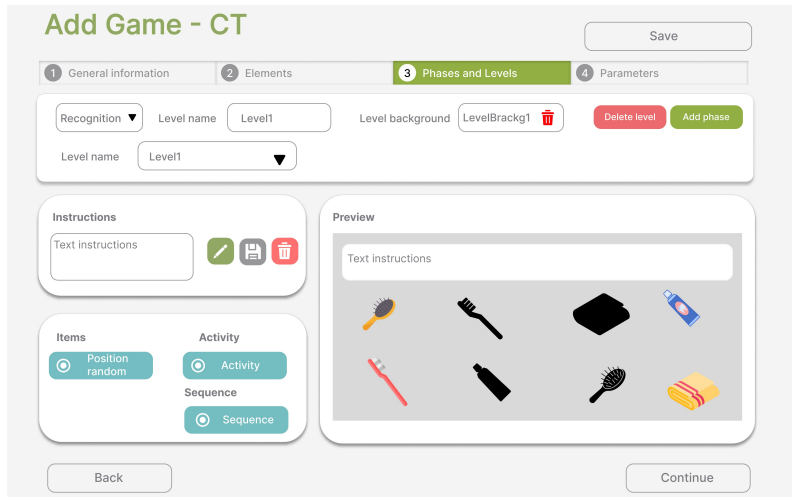 Add Game - CT
Save
1 General information
2 Elements
3 Phases and Levels
4 Parameters
Recognition
Level name
Level1
Level background
LevelBrackg1
Delete level
Add phase
Level name
Level1
Instructions
Text instructions
Preview
Text instructions
Items
Activity
Position
random
Activity
Sequence
Sequence
Back
Continue